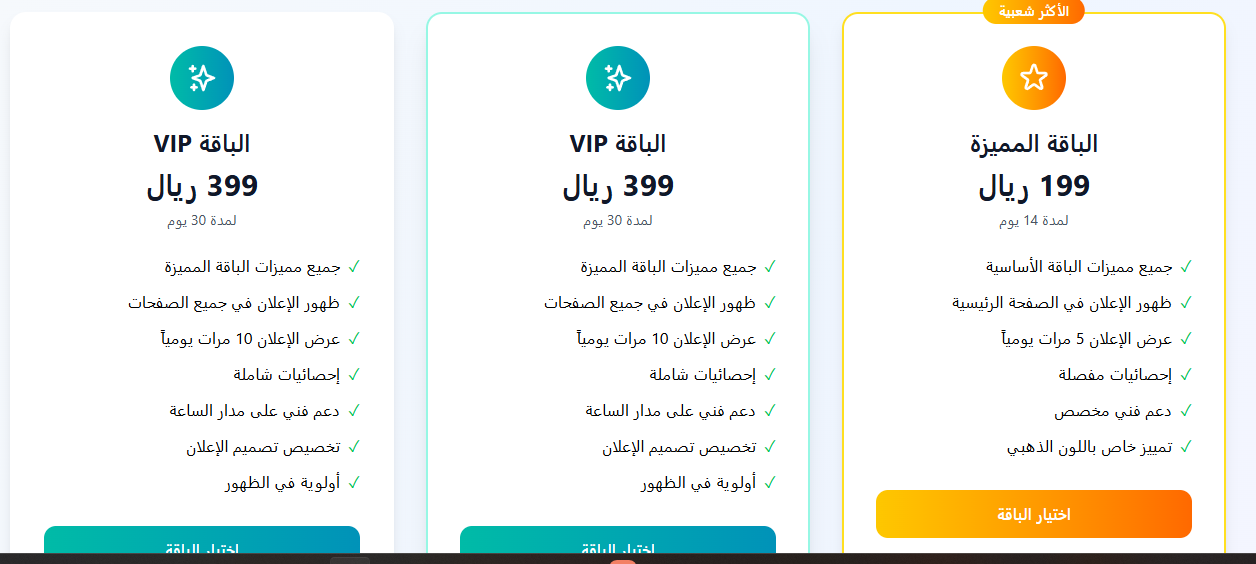 الأكثر شعبية
الباقة المميزة
199 ريال
لمدة 14 يوم
✓ جميع مميزات الباقة الأساسية
✓ ظهور الإعلان في الصفحة الرئيسية
✓ عرض الإعلان 5 مرات يومياً
✓ إحصائيات مفصلة
✓ دعم فني مخصص
✓ تمييز خاص باللون الذهبي
اختيار الباقة
الباقة VIP
399 ريال
لمدة 30 يوم
✓ جميع مميزات الباقة المميزة
✓ ظهور الإعلان في جميع الصفحات
✓ عرض الإعلان 10 مرات يومياً
✓ إحصائيات شاملة
✓ دعم فني على مدار الساعة
✓ تخصيص تصميم الإعلان
✓ أولوية في الظهور
اختيار الباقة
الباقة VIP
399 ريال
لمدة 30 يوم
✓ جميع مميزات الباقة المميزة
✓ ظهور الإعلان في جميع الصفحات
✓ عرض الإعلان 10 مرات يومياً
✓ إحصائيات شاملة
✓ دعم فني على مدار الساعة
✓ تخصيص تصميم الإعلان
✓ أولوية في الظهور
اختيار الباقة